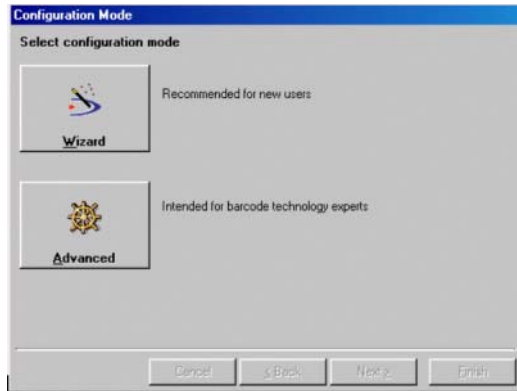 Configuration Mode
Select configuration mode
Recommended for new users
Wizard
Intended for barcode technology experts
Advanced
Cancel
< Back
Next >
Finish